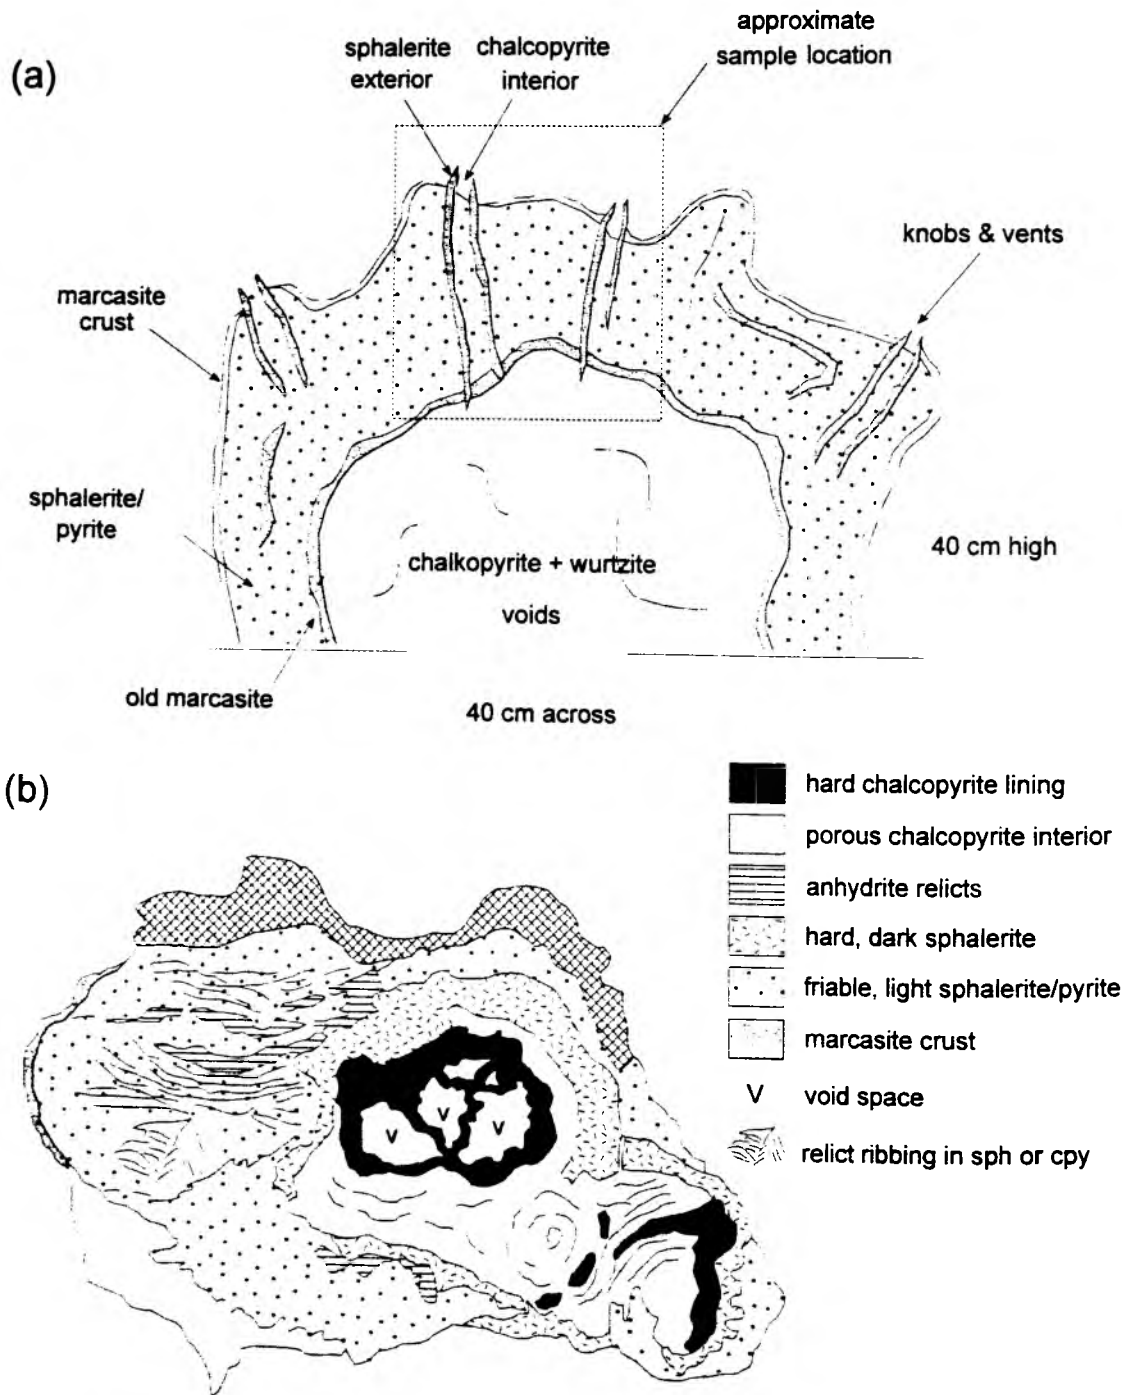 (a)
approximate
sample location
sphalerite
exterior
chalcopyrite
interior
knobs & vents
marcasite
crust
sphalerite/
pyrite
40 cm high
chalkopyrite + wurtzite
voids
old marcasite
40 cm across
(b)
hard chalcopyrite lining
porous chalcopyrite interior
anhydrite relicts
hard, dark sphalerite
friable, light sphalerite/pyrite
marcasite crust
V void space
relict ribbing in sph or cpy
V
V
V